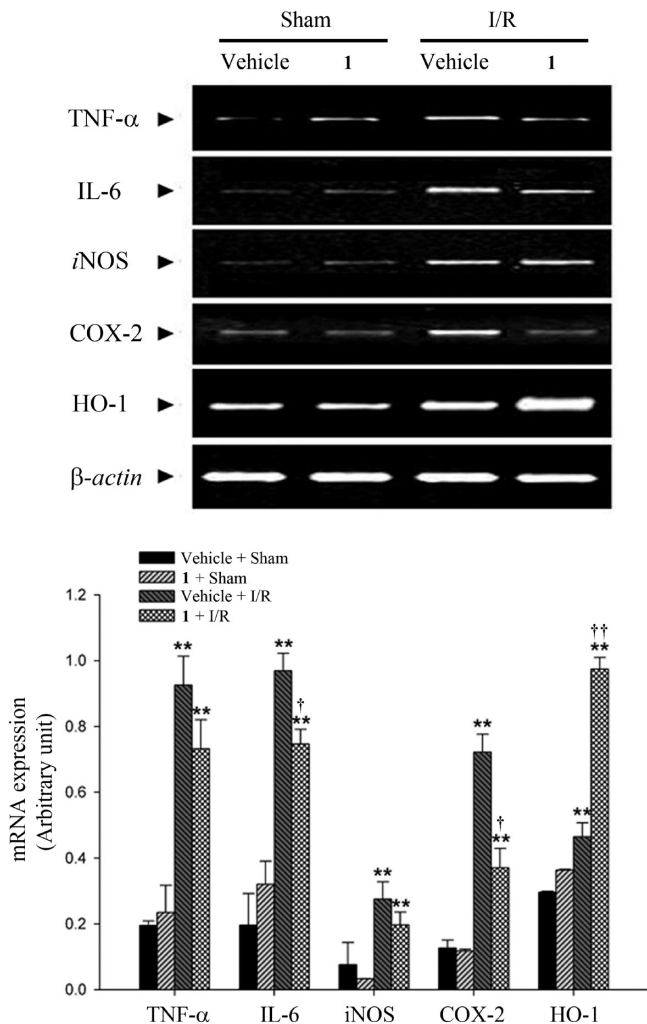 Sham I/R
Vehicle 1 Vehicle 1
TNF-α
IL-6
iNOS
COX-2
HO-1
β-actin
Vehicle + Sham
1 + Sham
Vehicle + I/R
1 + I/R
mRNA expression
(Arbitrary unit)
1.2
1.0
0.8
0.6
0.4
0.2
0.0
** **
** †
**
** **
** †
**
** ††
**
TNF-α IL-6 iNOS COX-2 HO-1